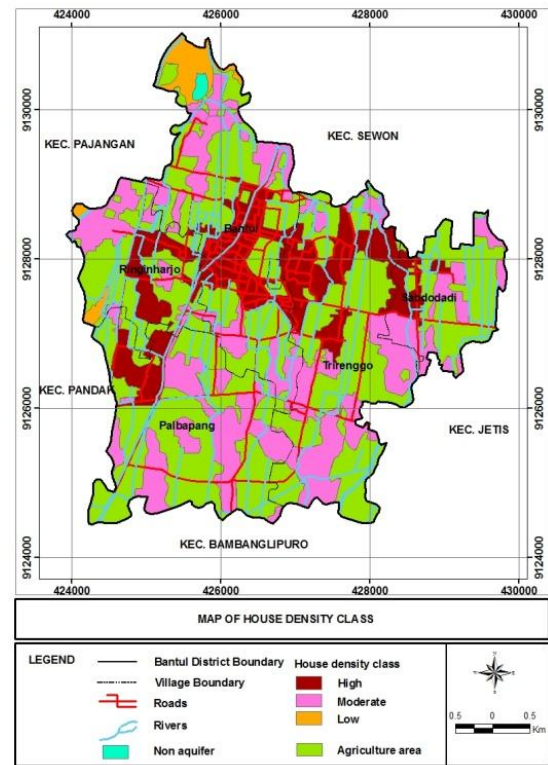 424000 426000 428000 430000
9130000 9130000
KEC. SEWON
KEC. PAJANGAN
Bantul
9128000 9128000
Ringinharjo
Sabdodadi
Trirenggo
KEC. PANDAK
9126000 9126000
Palbapang
KEC. JETIS
KEC. BAMBANGLIPURO
9124000 9124000
424000 426000 428000 430000
MAP OF HOUSE DENSITY CLASS
LEGEND
Bantul District Boundary
Village Boundary
Roads
Rivers
Non aquifer
House density class
High
Moderate
Low
Agriculture area
0.5 0 0.5
Km